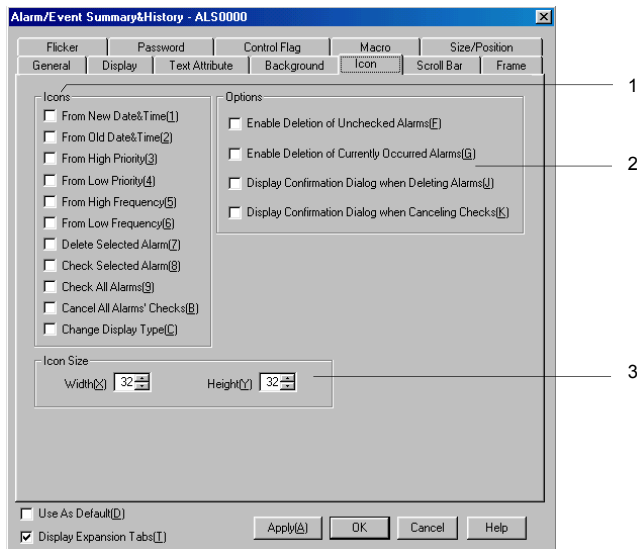 Alarm/Event Summary&History - ALS0000
Flicker Password Control Flag Macro Size/Position
General Display Text Attribute Background Icon Scroll Bar Frame
1
Icons
From New Date&Time(1)
From Old Date&Time(2)
From High Priority(3)
From Low Priority(4)
From High Frequency(5)
From Low Frequency(6)
Delete Selected Alarm(7)
Check Selected Alarm(8)
Check All Alarms(9)
Cancel All Alarms' Checks(B)
Change Display Type(C)
Options
Enable Deletion of Unchecked Alarms(F)
Enable Deletion of Currently Occurred Alarms(G)
2
Display Confirmation Dialog when Deleting Alarms(J)
Display Confirmation Dialog when Canceling Checks(K)
Icon Size
Width(X) 32 Height(Y) 32
3
Use As Default(D)
Display Expansion Tabs(T)
Apply(A) OK Cancel Help